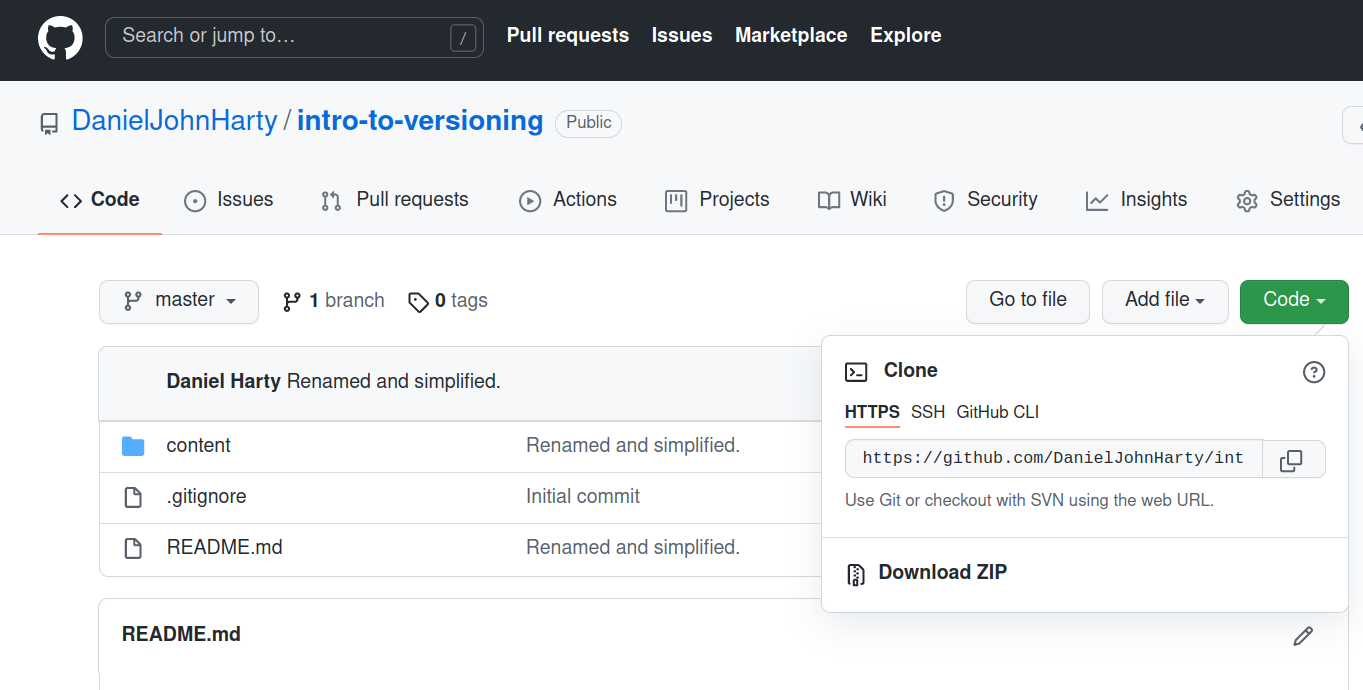 Search or jump to… / Pull requests Issues Marketplace Explore
DanielJohnHarty / intro-to-versioning Public
Code Issues Pull requests Actions Projects Wiki Security Insights Settings
master 1 branch 0 tags Go to file Add file Code
Daniel Harty Renamed and simplified.
content Renamed and simplified.
.gitignore Initial commit
README.md Renamed and simplified.
Clone
HTTPS SSH GitHub CLI
https://github.com/DanielJohnHarty/int
Use Git or checkout with SVN using the web URL.
Download ZIP
README.md